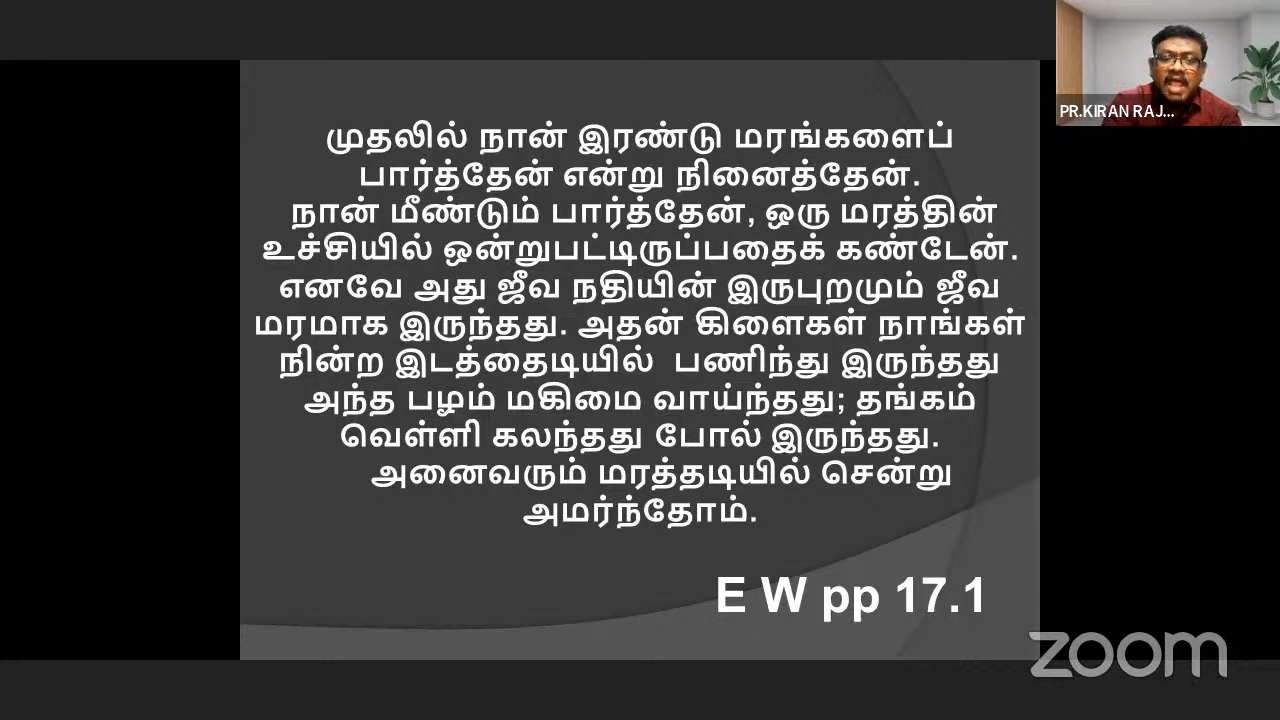 PR.KIRAN RAJ...
முதலில் நான் இரண்டு மரங்களைப்
பார்த்தேன் என்று நினைத்தேன்.
நான் மீண்டும் பார்த்தேன், ஒரு மரத்தின்
உச்சியில் ஒன்றுபட்டிருப்பதைக் கண்டேன்.
எனவே அது ஜீவ நதியின் இருபுறமும் ஜீவ
மரமாக இருந்தது. அதன் கிளைகள் நாங்கள்
நின்ற இடத்தைடியில் பணிந்து இருந்தது
அந்த பழம் மகிமை வாய்ந்தது; தங்கம்
வெள்ளி கலந்தது போல் இருந்தது.
அனைவரும் மரத்தடியில் சென்று
அமர்ந்தோம்.
E W pp 17.1
zoom